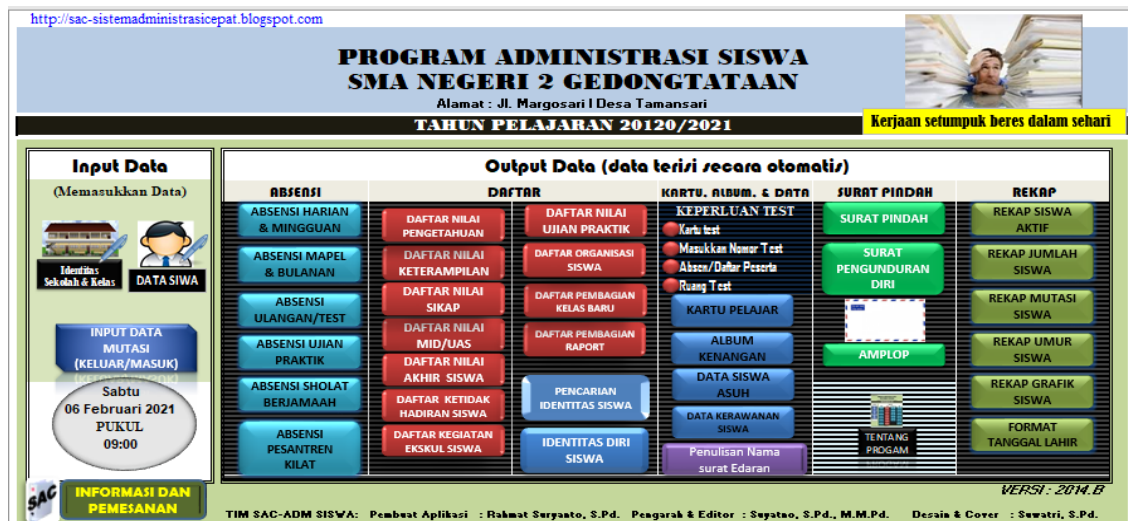 http://sac-sistemadministrasicepat.blogspot.com
PROGRAM ADMINISTRASI SISWA
SMA NEGERI 2 GEDONGTATAAN
Alamat : Jl. Margosari I Desa Tamansari
TAHUN PELAJARAN 20120/2021
Kerjaan setumpuk beres dalam sehari
Input Data
(Memasukkan Data)
Identitas
Sekolah & Kelas
DATA SIWA
INPUT DATA
MUTASI
(KELUAR/MASUK)
Sabtu
06 Februari 2021
PUKUL
09:00
SAC
INFORMASI DAN
PEMESANAN
Output Data (data terisi secara otomatis)
ABSENSI
ABSENSI HARIAN
& MINGGUAN
ABSENSI MAPEL
& BULANAN
ABSENSI
ULANGAN/TEST
ABSENSI UJIAN
PRAKTIK
ABSENSI SHOLAT
BERJAMAAH
ABSENSI
PESANTREN
KILAT
DAFTAR
DAFTAR NILAI
PENGETAHUAN
DAFTAR NILAI
KETERAMPILAN
DAFTAR NILAI
SIKAP
DAFTAR NILAI
MID/UAS
DAFTAR NILAI
AKHIR SISWA
DAFTAR KETIDAK
HADIRAN SISWA
DAFTAR KEGIATAN
EKSKUL SISWA
DAFTAR NILAI
UJIAN PRAKTIK
DAFTAR ORGANISASI
SISWA
DAFTAR PEMBAGIAN
KELAS BARU
DAFTAR PEMBAGIAN
RAPORT
PENCARIAN
IDENTITAS SISWA
IDENTITAS DIRI
SISWA
KARTU, ALBUM, & DATA
KEPERLUAN TEST
Kartu test
Masukkan Nomor Test
Absen/Daftar Peserta
Ruang Test
KARTU PELAJAR
ALBUM
KENANGAN
DATA SISWA
ASUH
DATA KERAWANAN
SISWA
Penulisan Nama
surat Edaran
SURAT PINDAH
SURAT PINDAH
SURAT
PENGUNDURAN
DIRI
AMPLOP
TENTANG
PROGAM
REKAP
REKAP SISWA
AKTIF
REKAP JUMLAH
SISWA
REKAP MUTASI
SISWA
REKAP UMUR
SISWA
REKAP GRAFIK
SISWA
FORMAT
TANGGAL LAHIR
VERSI : 2014.B
TIM SAC-ADM SISWA: Pembuat Aplikasi : Rahmat Suryanto, S.Pd. Pengarah & Editor : Suyatno, S.Pd., M.M.Pd. Desain & Cover : Suwatri, S.Pd.